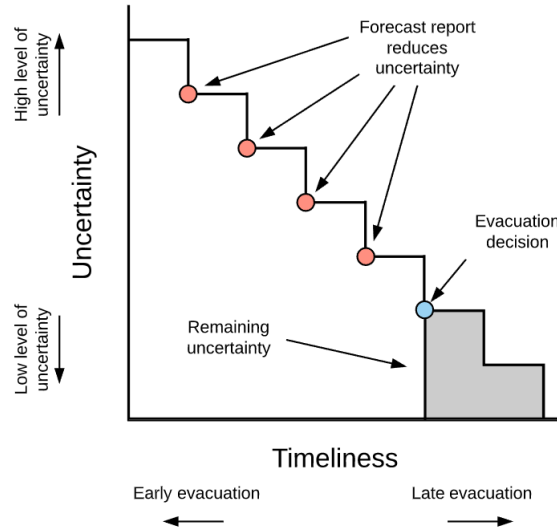 Forecast report
reduces
uncertainty
High level of
uncertainty
Uncertainty
Evacuation
decision
Low level of
uncertainty
Remaining
uncertainty
Timeliness
Early evacuation
Late evacuation